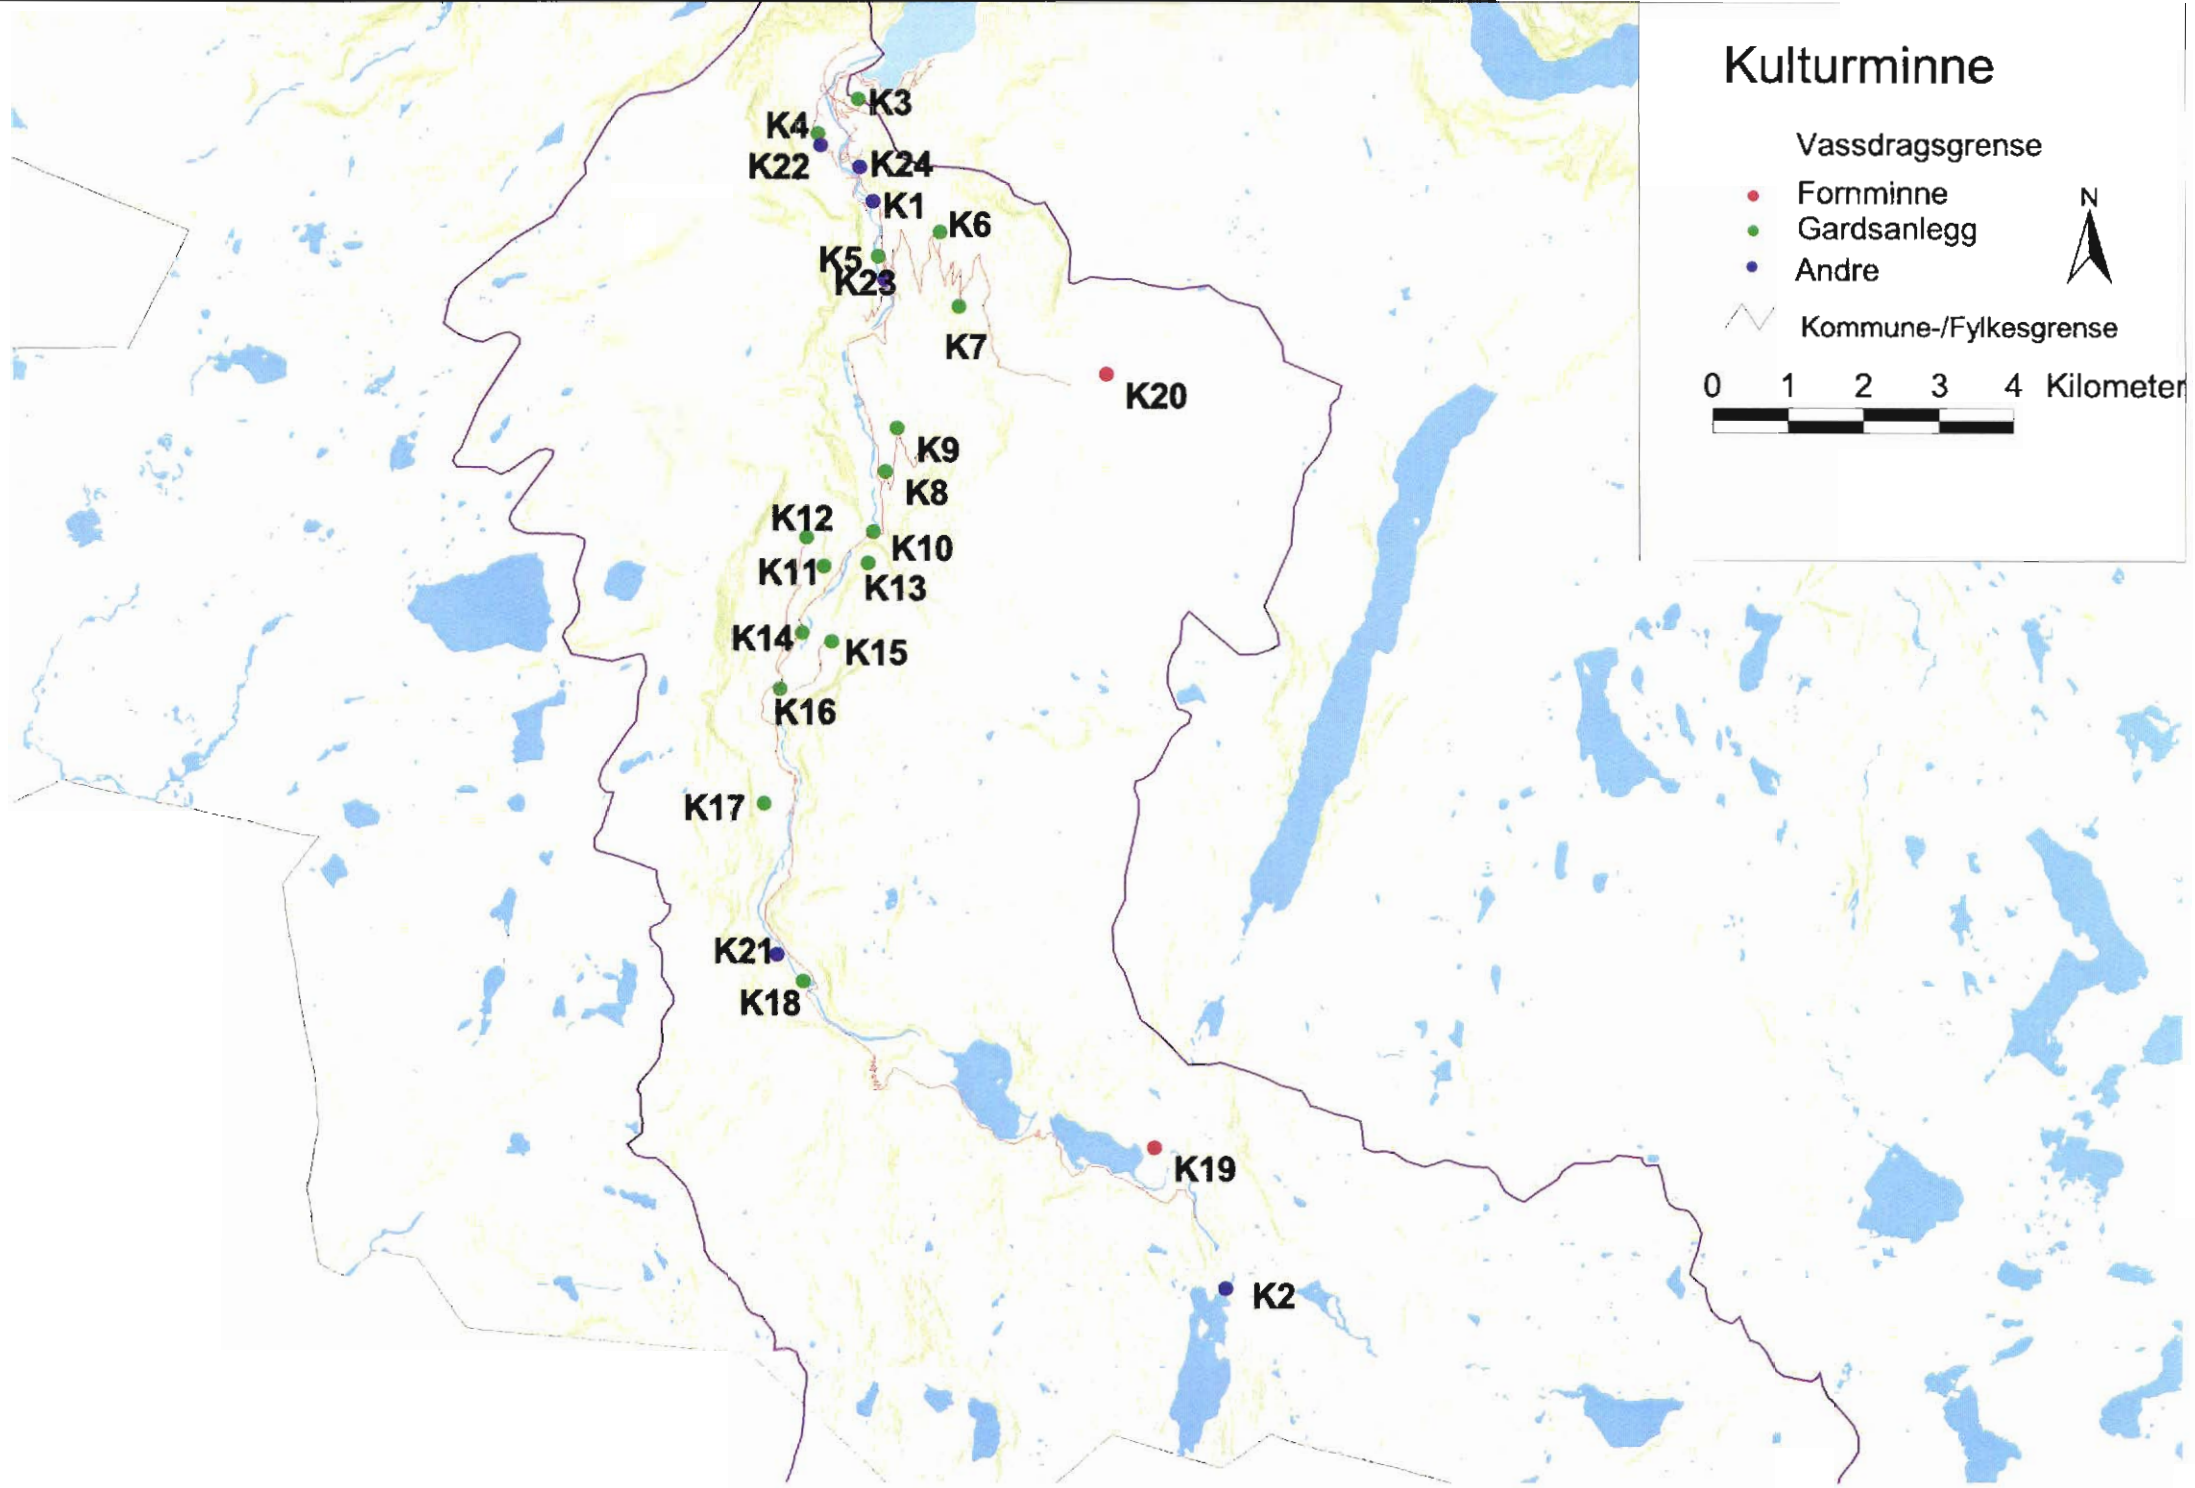 Kulturminne
Vassdragsgrense
Fornminne
Gardsanlegg
Andre
N
Kommune-/Fylkesgrense
0 1 2 3 4 Kilometer
K3
K4
K22
K24
K1
K6
K5
K23
K7
K20
K9
K8
K12
K10
K11
K13
K14
K15
K16
K17
K21
K18
K19
K2